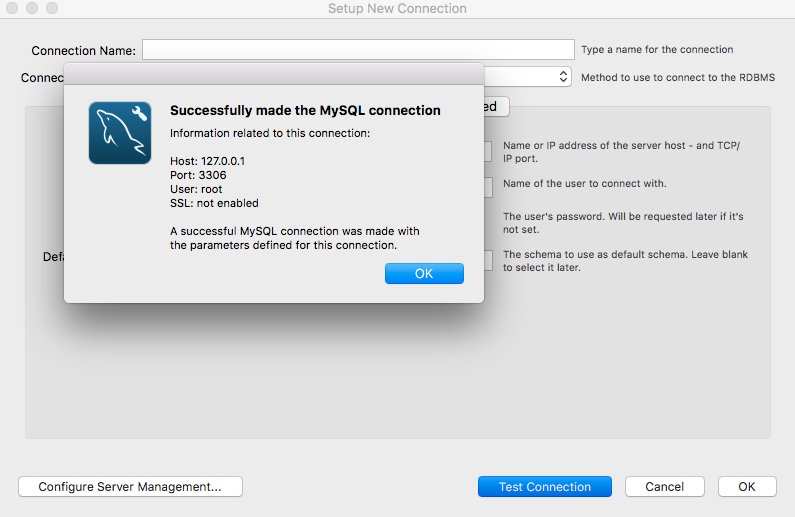 Setup New Connection
Connection Name:
Type a name for the connection
Method to use to connect to the RDBMS
Successfully made the MySQL connection
Information related to this connection:
Host: 127.0.0.1
Port: 3306
User: root
SSL: not enabled
A successful MySQL connection was made with
the parameters defined for this connection.
OK
Name or IP address of the server host - and TCP/
IP port.
Name of the user to connect with.
The user's password. Will be requested later if it's
not set.
The schema to use as default schema. Leave blank
to select it later.
Configure Server Management...
Test Connection
Cancel
OK